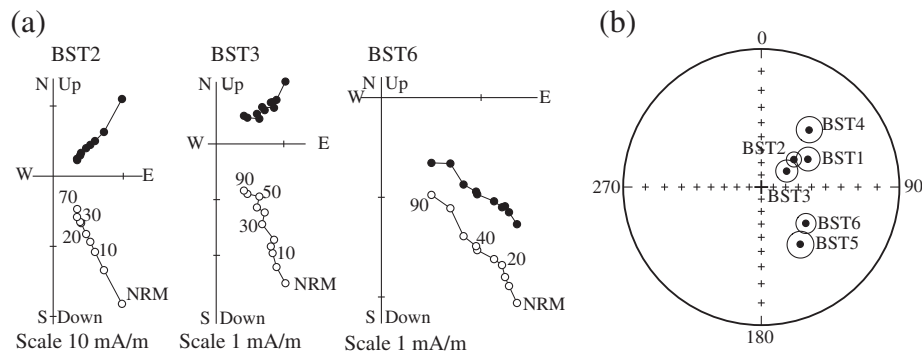 (a)
BST2
N Up
W E
70
30
20
10
NRM
S Down
Scale 10 mA/m
BST3
N Up
W E
90
50
30
10
NRM
S Down
Scale 1 mA/m
BST6
N Up
W E
90
40
20
NRM
S Down
Scale 1 mA/m
(b)
0
BST4
BST2
BST1
BST3
270
90
BST6
BST5
180